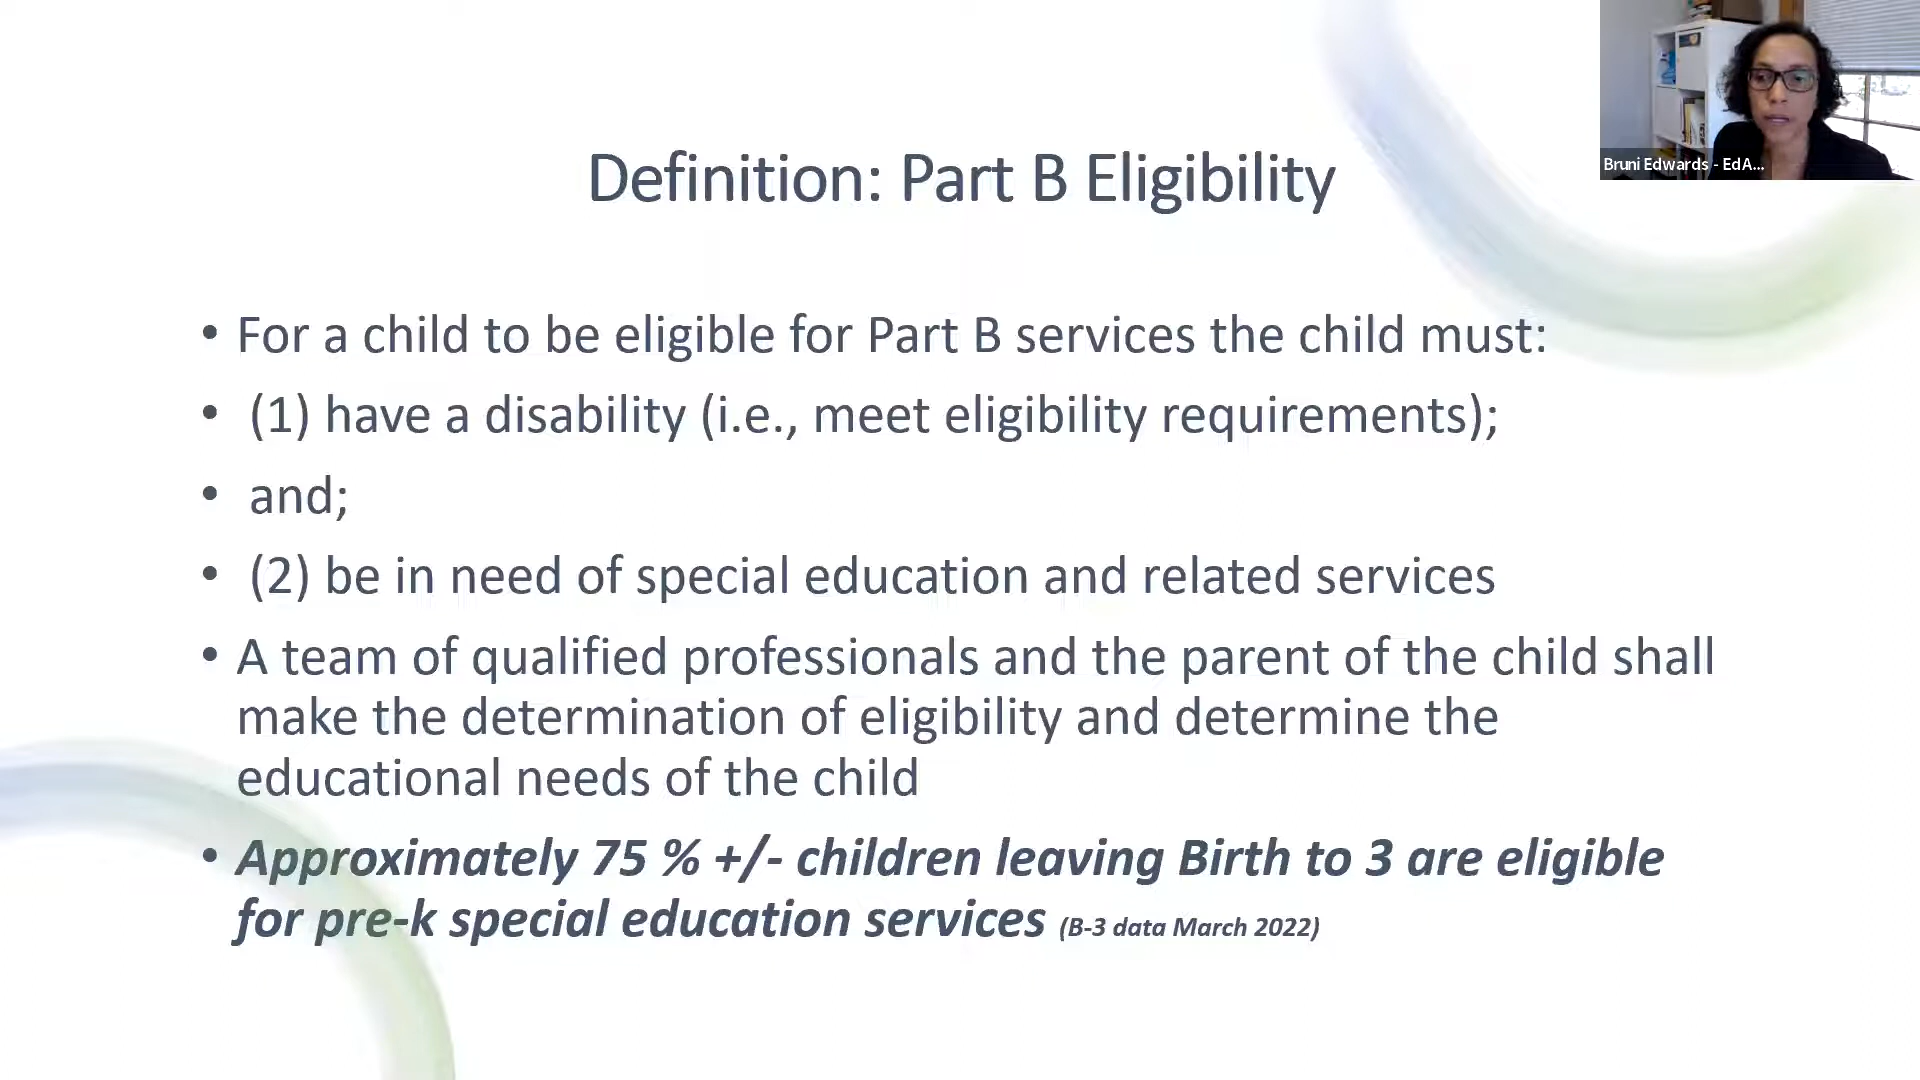 Bruni Edwards - EdA...
Definition: Part B Eligibility
• For a child to be eligible for Part B services the child must:
• (1) have a disability (i.e., meet eligibility requirements);
• and;
• (2) be in need of special education and related services
• A team of qualified professionals and the parent of the child shall
make the determination of eligibility and determine the
educational needs of the child
• Approximately 75 % +/- children leaving Birth to 3 are eligible
for pre-k special education services (B-3 data March 2022)